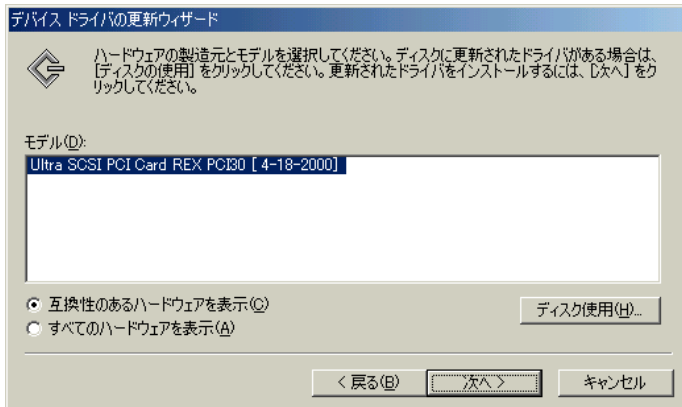 デバイス ドライバの更新ウィザード
ハードウェアの製造元とモデルを選択してください。ディスクに更新されたドライバがある場合は、
[ディスクの使用] をクリックしてください。更新されたドライバをインストールするには、[次へ] をク
リックしてください。
モデル(D):
Ultra SCSI PCI Card REX PCI30 [ 4-18-2000]
互換性のあるハードウェアを表示(C)
ディスク使用(H)...
すべてのハードウェアを表示(A)
< 戻る(B)
次へ >
キャンセル